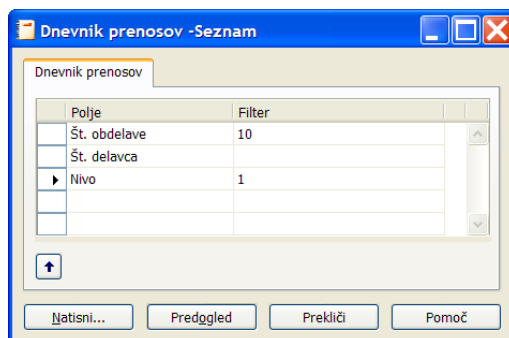 Dnevnik prenosov -Seznam
Dnevnik prenosov
Polje Filter
Št. obdelave 10
Št. delavca
Nivo 1
Natisni... Predogled Prekliči Pomoč